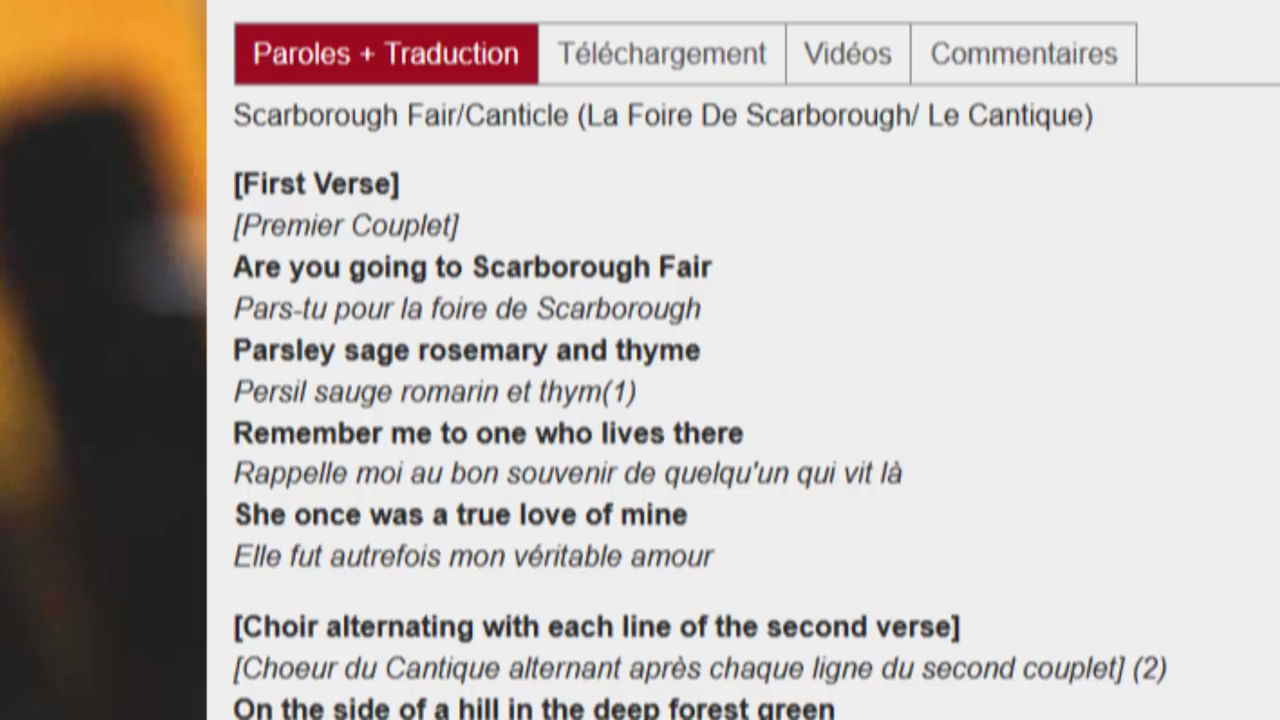 Paroles + Traduction Téléchargement Vidéos Commentaires
Scarborough Fair/Canticle (La Foire De Scarborough/ Le Cantique)
[First Verse]
[Premier Couplet]
Are you going to Scarborough Fair
Pars-tu pour la foire de Scarborough
Parsley sage rosemary and thyme
Persil sauge romarin et thym(1)
Remember me to one who lives there
Rappelle moi au bon souvenir de quelqu'un qui vit là
She once was a true love of mine
Elle fut autrefois mon véritable amour
[Choir alternating with each line of the second verse]
[Choeur du Cantique alternant après chaque ligne du second couplet] (2)
On the side of a hill in the deep forest green